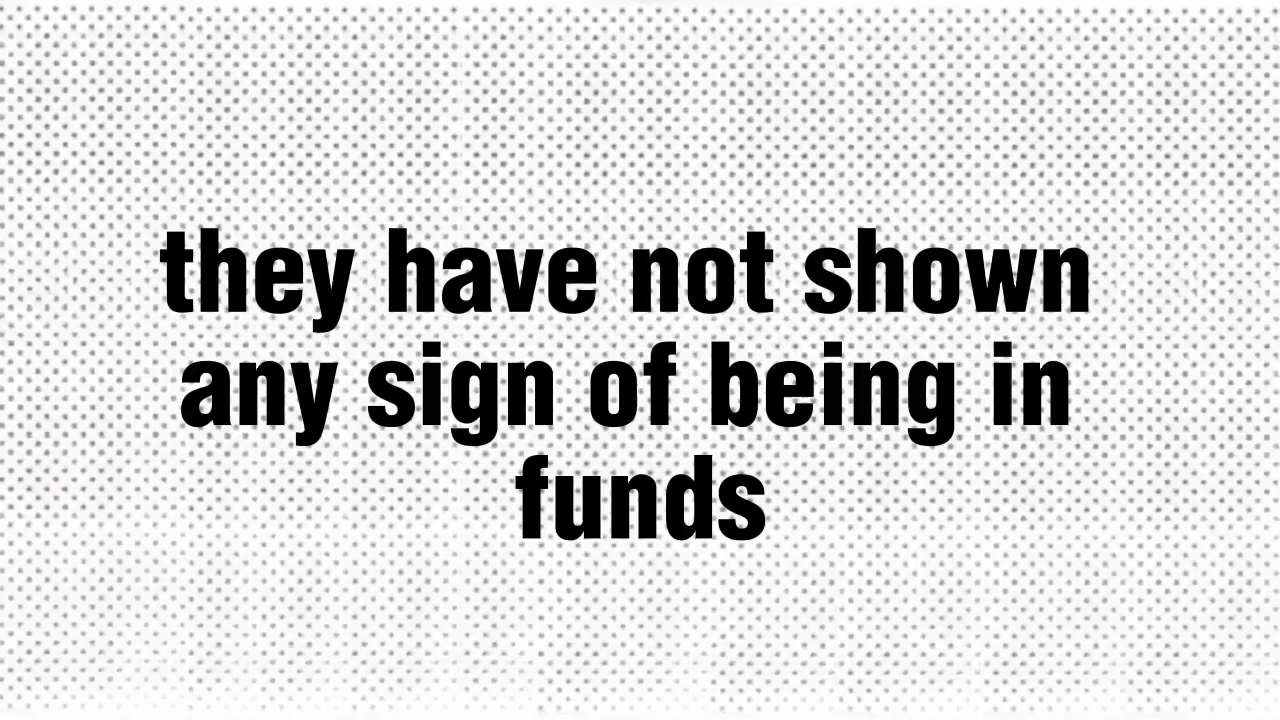 they have not shown
any sign of being in
funds